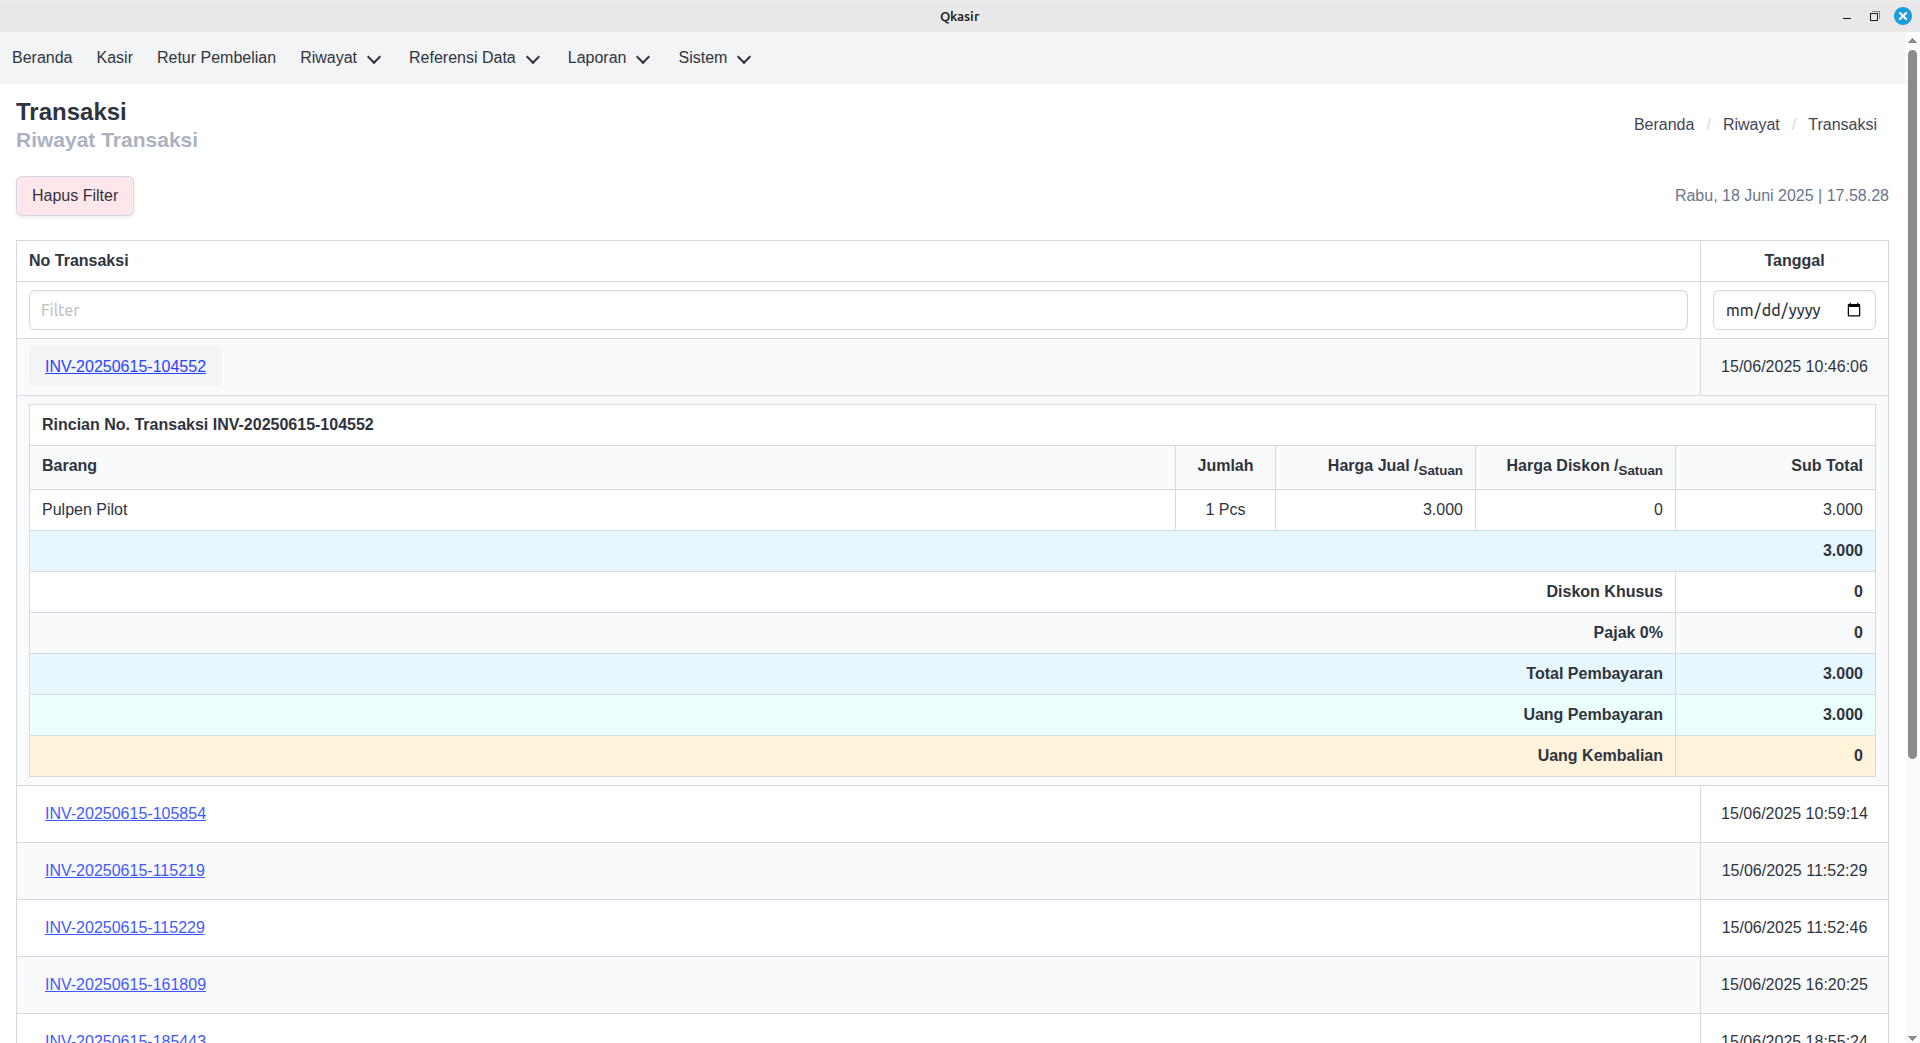 Qkasir
Beranda Kasir Retur Pembelian Riwayat Referensi Data Laporan Sistem
Transaksi
Riwayat Transaksi
Beranda / Riwayat / Transaksi
Hapus Filter
Rabu, 18 Juni 2025 | 17.58.28
No Transaksi Tanggal
Filter mm/dd/yyyy
INV-20250615-104552 15/06/2025 10:46:06
Rincian No. Transaksi INV-20250615-104552
Barang Jumlah Harga Jual /Satuan Harga Diskon /Satuan Sub Total
Pulpen Pilot 1 Pcs 3.000 0 3.000
3.000
Diskon Khusus 0
Pajak 0% 0
Total Pembayaran 3.000
Uang Pembayaran 3.000
Uang Kembalian 0
INV-20250615-105854 15/06/2025 10:59:14
INV-20250615-115219 15/06/2025 11:52:29
INV-20250615-115229 15/06/2025 11:52:46
INV-20250615-161809 15/06/2025 16:20:25
INV-20250615-185443 15/06/2025 18:55:24